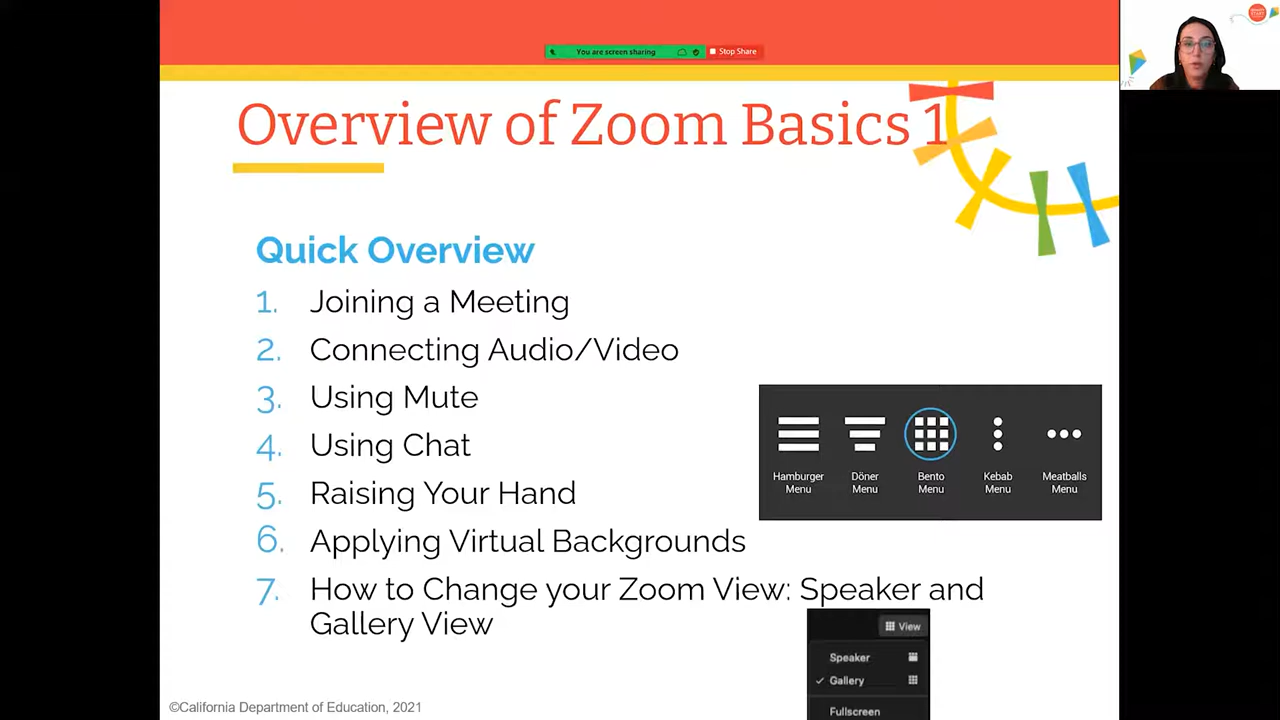 You are screen sharing
Stop Share
Overview of Zoom Basics 1
Quick Overview
1. Joining a Meeting
2. Connecting Audio/Video
3. Using Mute
4. Using Chat
5. Raising Your Hand
6. Applying Virtual Backgrounds
7. How to Change your Zoom View: Speaker and
Gallery View
Hamburger Menu
Döner Menu
Bento Menu
Kebab Menu
Meatballs Menu
View
Speaker
Gallery
Fullscreen
©California Department of Education, 2021